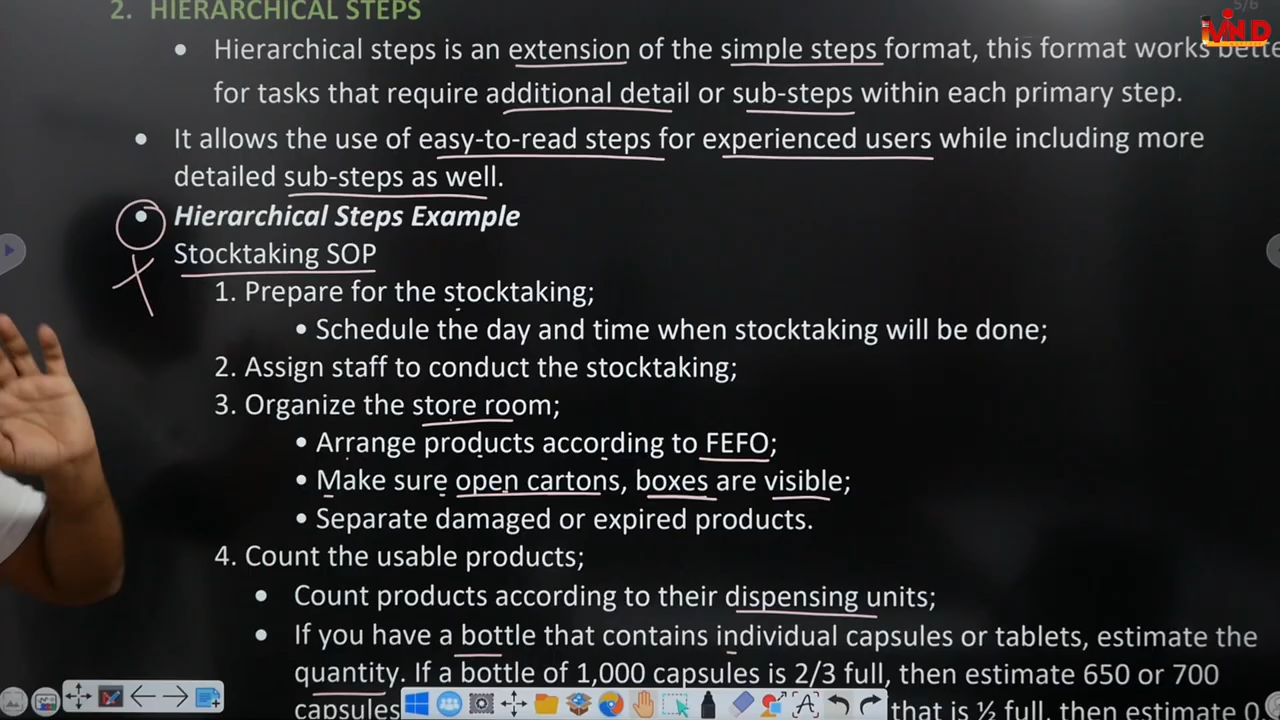 2. HIERARCHICAL STEPS
5/6
• Hierarchical steps is an extension of the simple steps format, this format works bette
for tasks that require additional detail or sub-steps within each primary step.
• It allows the use of easy-to-read steps for experienced users while including more
detailed sub-steps as well.
• Hierarchical Steps Example
Stocktaking SOP
1. Prepare for the stocktaking;
• Schedule the day and time when stocktaking will be done;
2. Assign staff to conduct the stocktaking;
3. Organize the store room;
• Arrange products according to FEFO;
• Make sure open cartons, boxes are visible;
• Separate damaged or expired products.
4. Count the usable products;
• Count products according to their dispensing units;
• If you have a bottle that contains individual capsules or tablets, estimate the
quantity. If a bottle of 1,000 capsules is 2/3 full, then estimate 650 or 700
capsules that is ½ full, then estimate 0